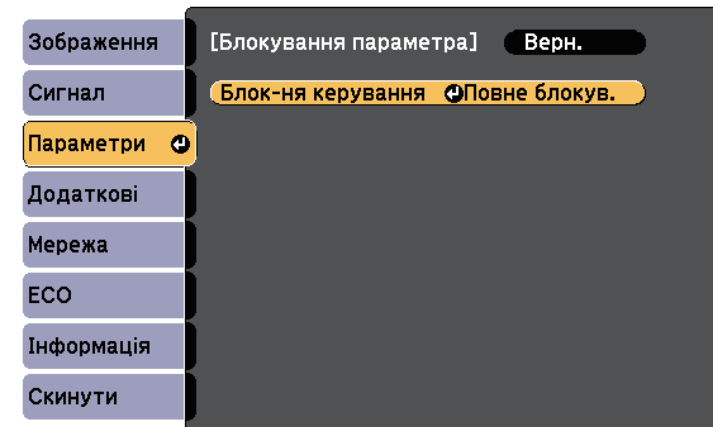 Зображення
Сигнал
Параметри
Додаткові
Мережа
ECO
Інформація
Скинути
[Блокування параметра] Верн.
Блок-ня керування Повне блокув.